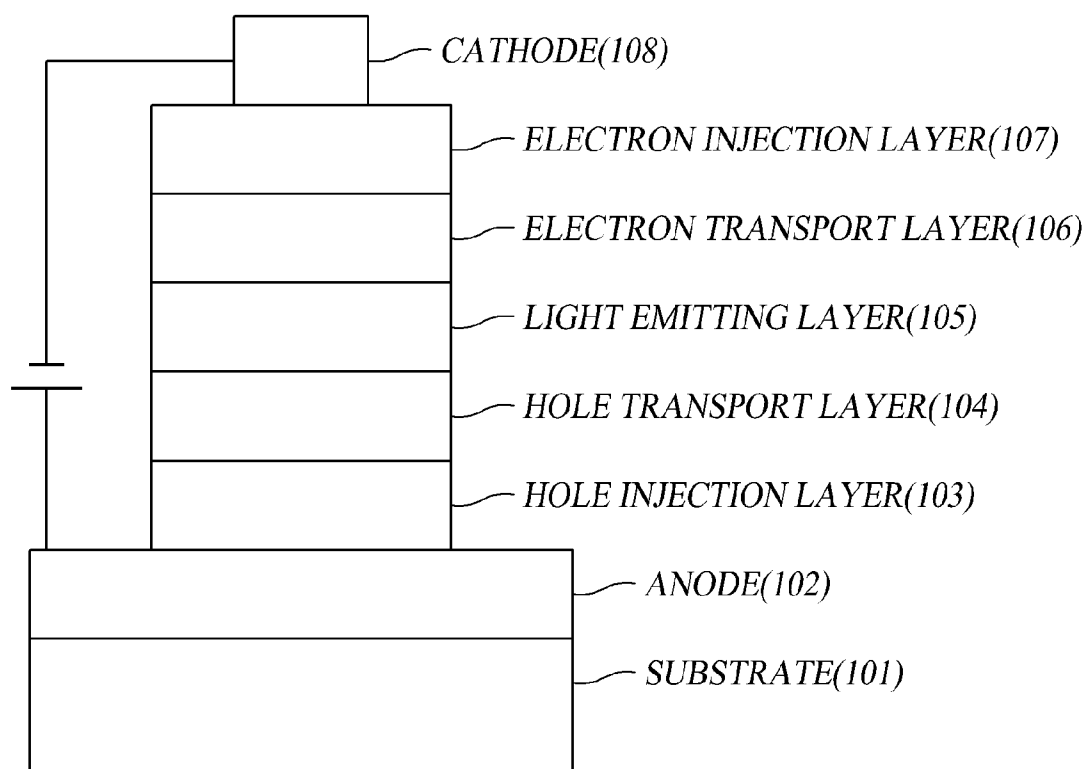 CATHODE(108)
ELECTRON INJECTION LAYER(107)
ELECTRON TRANSPORT LAYER(106)
LIGHT EMITTING LAYER(105)
HOLE TRANSPORT LAYER(104)
HOLE INJECTION LAYER(103)
ANODE(102)
SUBSTRATE(101)